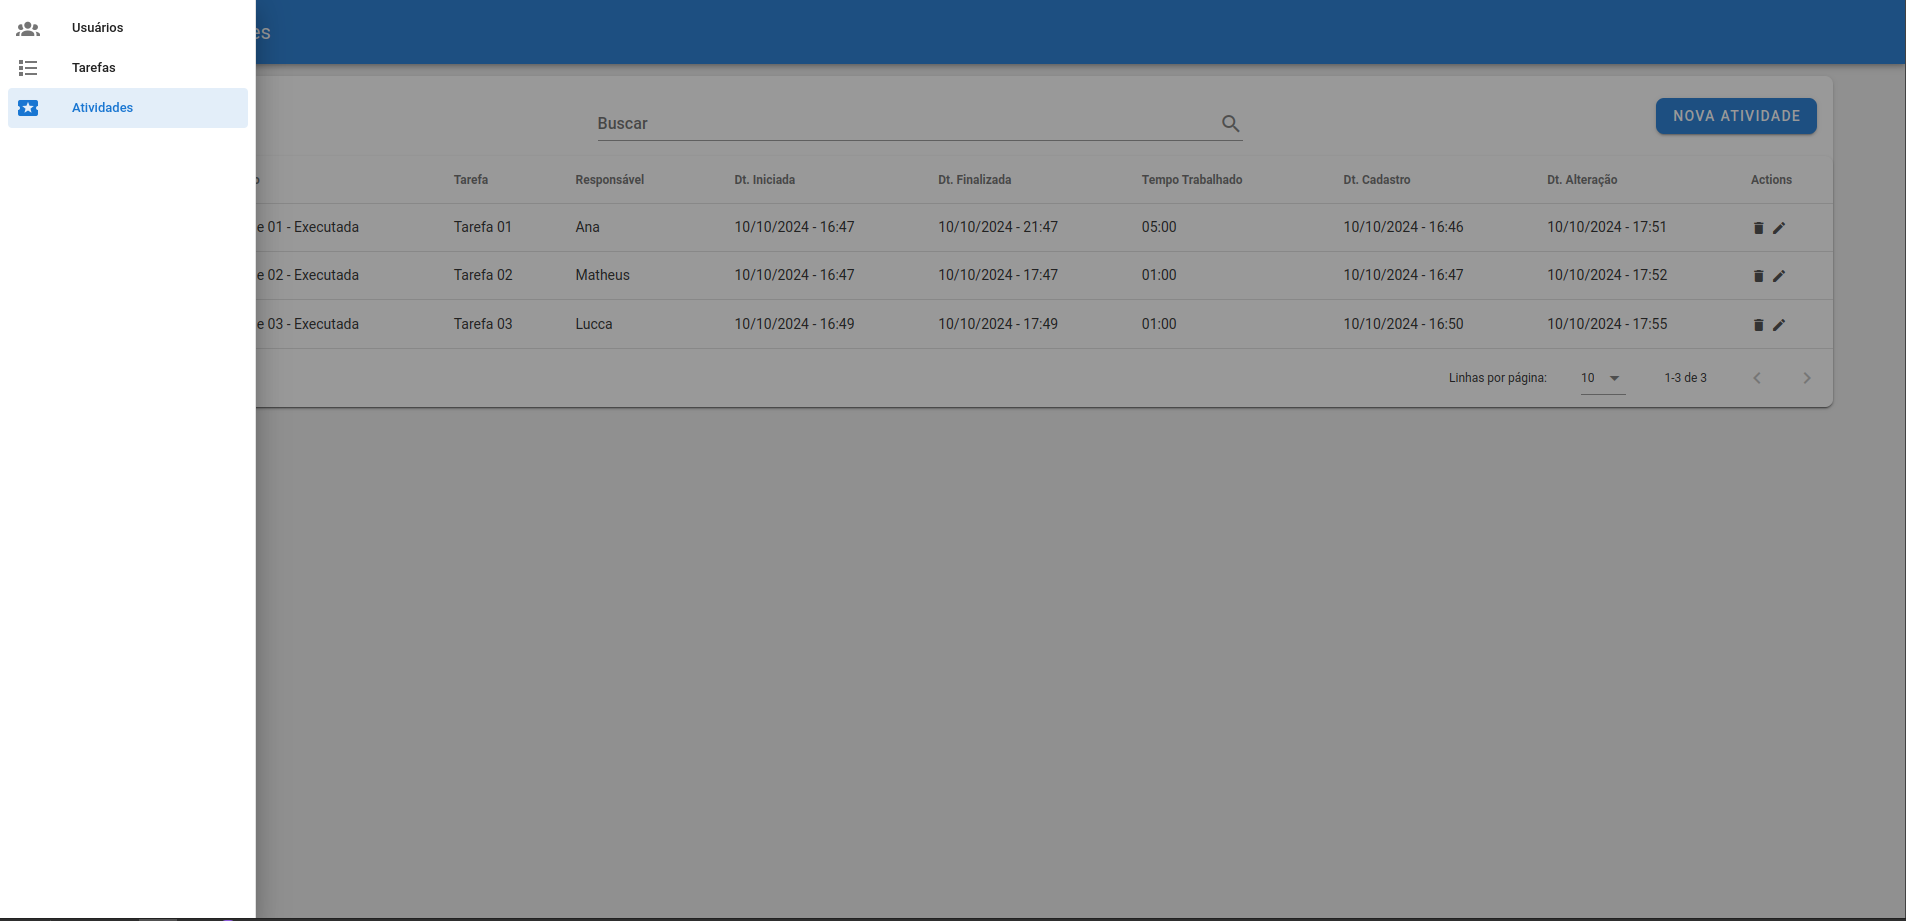 Usuários
Tarefas
Atividades
es
Buscar
NOVA ATIVIDADE
o Tarefa Responsável Dt. Iniciada Dt. Finalizada Tempo Trabalhado Dt. Cadastro Dt. Alteração Actions
e 01 - Executada Tarefa 01 Ana 10/10/2024 - 16:47 10/10/2024 - 21:47 05:00 10/10/2024 - 16:46 10/10/2024 - 17:51
e 02 - Executada Tarefa 02 Matheus 10/10/2024 - 16:47 10/10/2024 - 17:47 01:00 10/10/2024 - 16:47 10/10/2024 - 17:52
e 03 - Executada Tarefa 03 Lucca 10/10/2024 - 16:49 10/10/2024 - 17:49 01:00 10/10/2024 - 16:50 10/10/2024 - 17:55
Linhas por página: 10 1-3 de 3